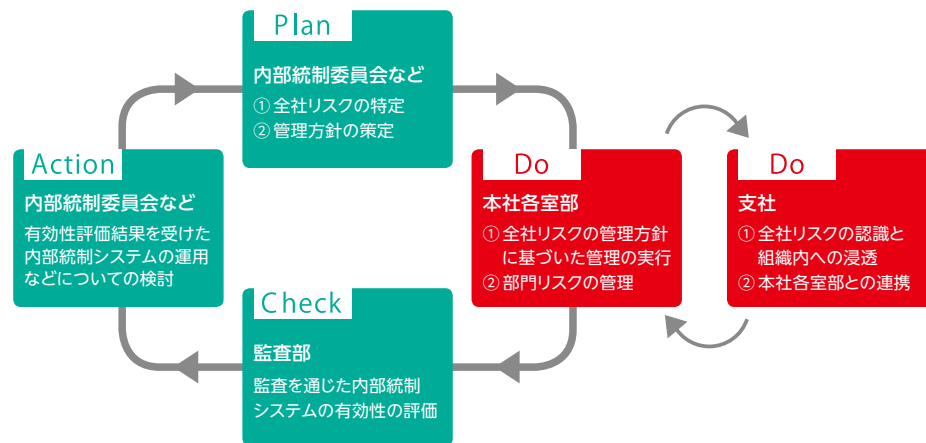 Plan
内部統制委員会など
① 全社リスクの特定
② 管理方針の策定
Action
内部統制委員会など
有効性評価結果を受けた
内部統制システムの運用
などについての検討
Do
本社各室部
① 全社リスクの管理方針
に基づいた管理の実行
② 部門リスクの管理
Do
支社
① 全社リスクの認識と
組織内への浸透
② 本社各室部との連携
Check
監査部
監査を通じた内部統制
システムの有効性の評価